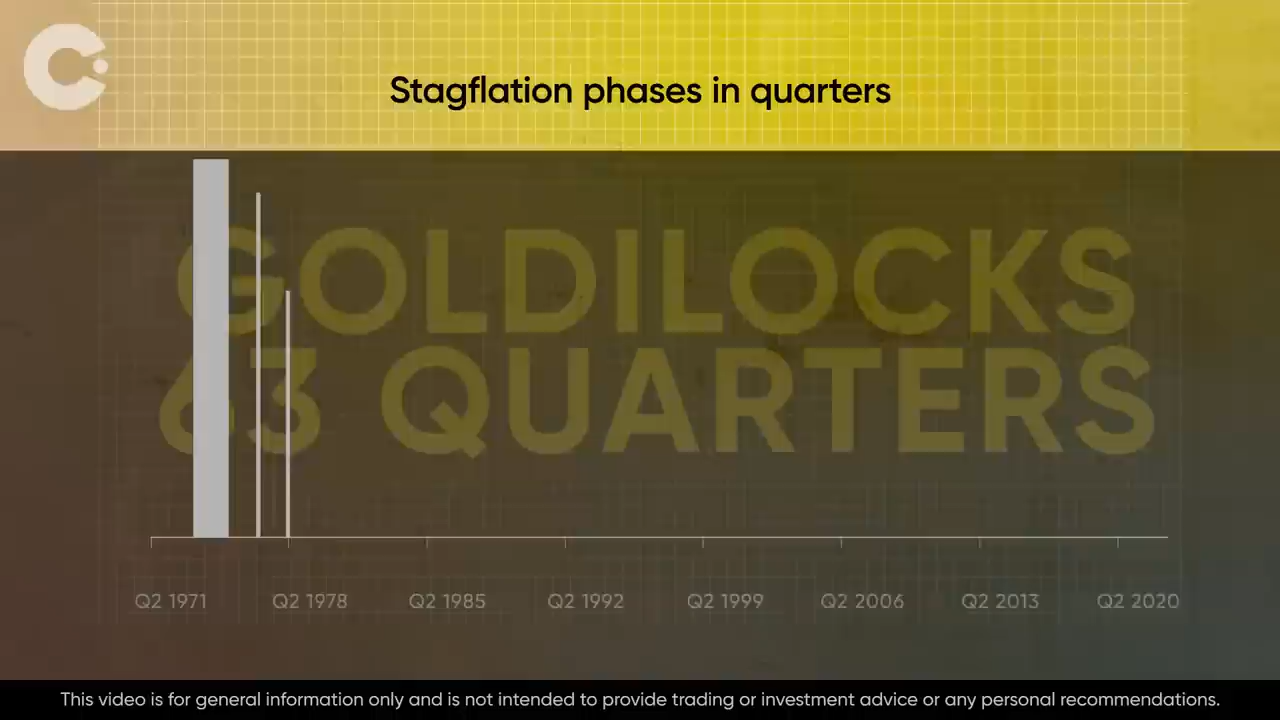 Stagflation phases in quarters
GOLDILOCKS
63 QUARTERS
Q2 1971 Q2 1978 Q2 1985 Q2 1992 Q2 1999 Q2 2006 Q2 2013 Q2 2020
This video is for general information only and is not intended to provide trading or investment advice or any personal recommendations.